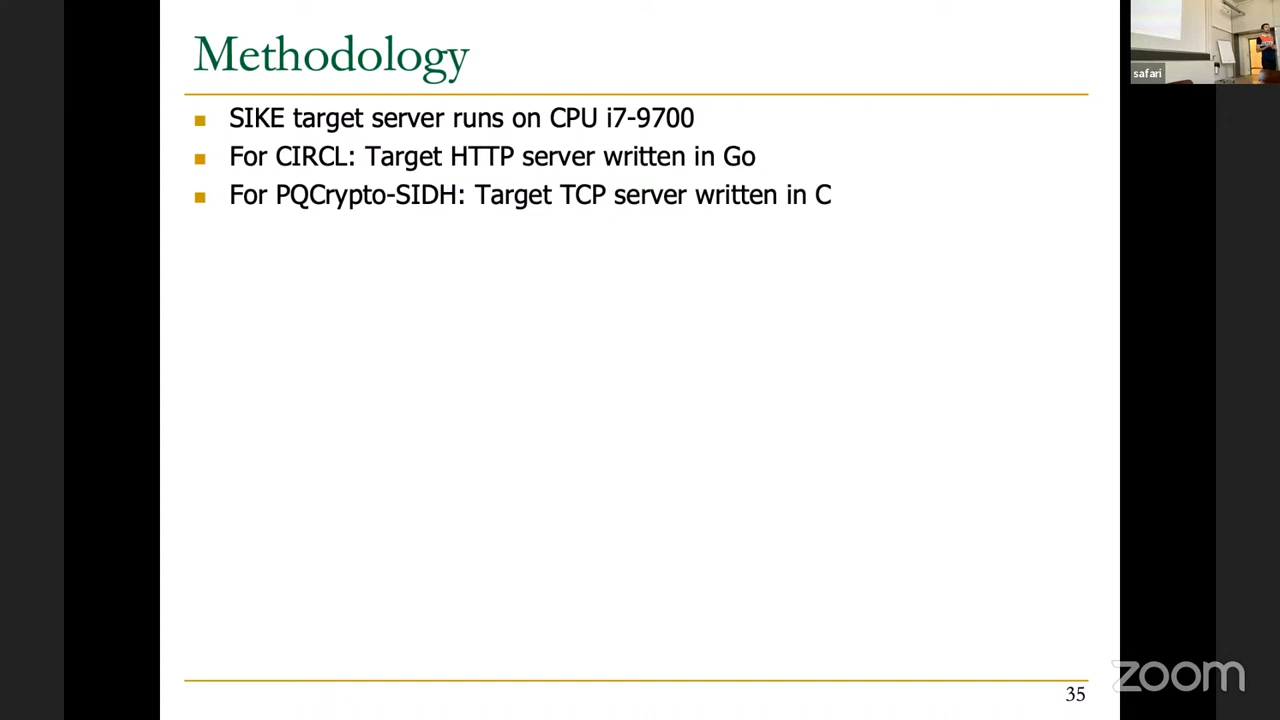 Methodology
SIKE target server runs on CPU i7-9700
For CIRCL: Target HTTP server written in Go
For PQCrypto-SIDH: Target TCP server written in C
safari
zoom
35